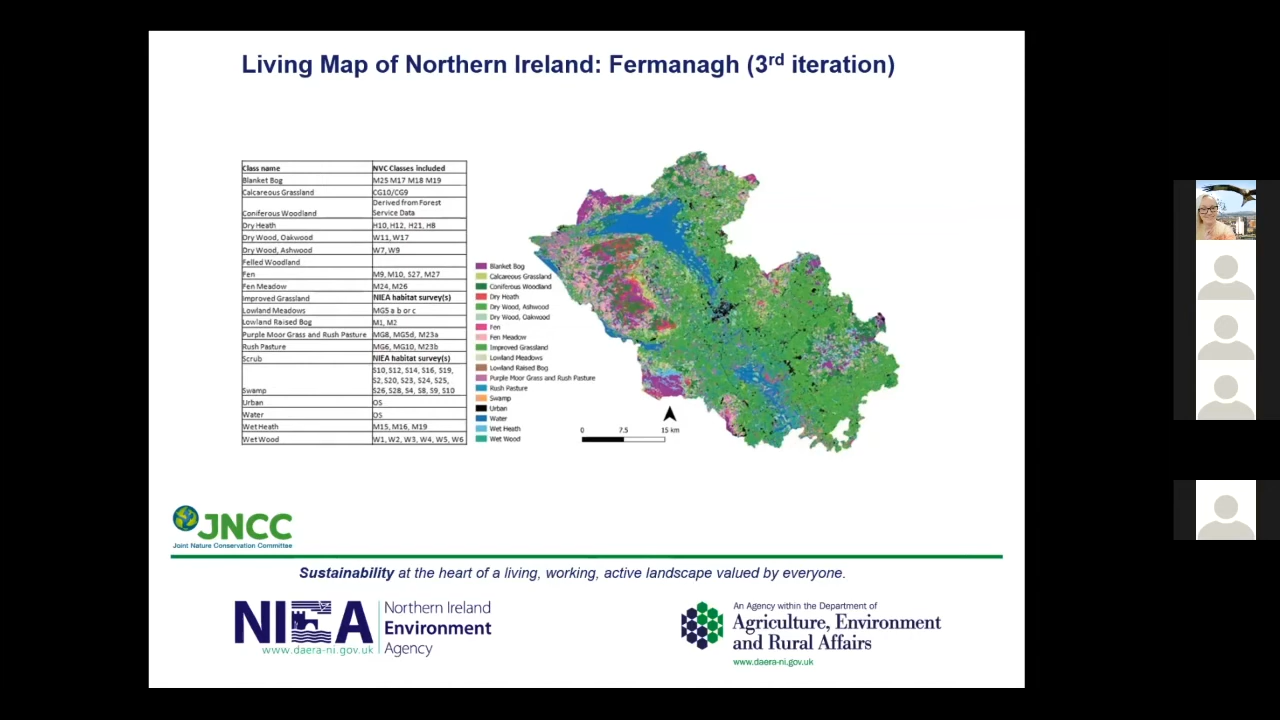 Living Map of Northern Ireland: Fermanagh (3rd iteration)
Class name NVC Classes included
Blanket Bog M25 M17 M18 M19
Calcareous Grassland CG10/CG9
Coniferous Woodland Derived from Forest
Service Data
Dry Heath H10, H12, H21, H8
Dry Wood, Oakwood W11, W17
Dry Wood, Ashwood W7, W9
Felled Woodland
Fen M9, M10, S27, M27
Fen Meadow M24, M26
Improved Grassland NIEA habitat survey(s)
Lowland Meadows MG5 a b or c
Lowland Raised Bog M1, M2
Purple Moor Grass and Rush Pasture MG8, MG5d, M23a
Rush Pasture MG6, MG10, M23b
Scrub NIEA habitat survey(s)
Swamp S10, S12, S14, S16, S19,
S2, S20, S23, S24, S25,
S26, S28, S4, S8, S9, S10
Urban OS
Water OS
Wet Heath M15, M16, M19
Wet Wood W1, W2, W3, W4, W5, W6
Blanket Bog
Calcareous Grassland
Coniferous Woodland
Dry Heath
Dry Wood, Ashwood
Dry Wood, Oakwood
Fen
Fen Meadow
Improved Grassland
Lowland Meadows
Lowland Raised Bog
Purple Moor Grass and Rush Pasture
Rush Pasture
Swamp
Urban
Water
Wet Heath
Wet Wood
0 7.5 15 km
JNCC
Joint Nature Conservation Committee
Sustainability at the heart of a living, working, active landscape valued by everyone.
NIEA
www.daera-ni.gov.uk
Northern Ireland
Environment
Agency
An Agency within the Department of
Agriculture, Environment
and Rural Affairs
www.daera-ni.gov.uk